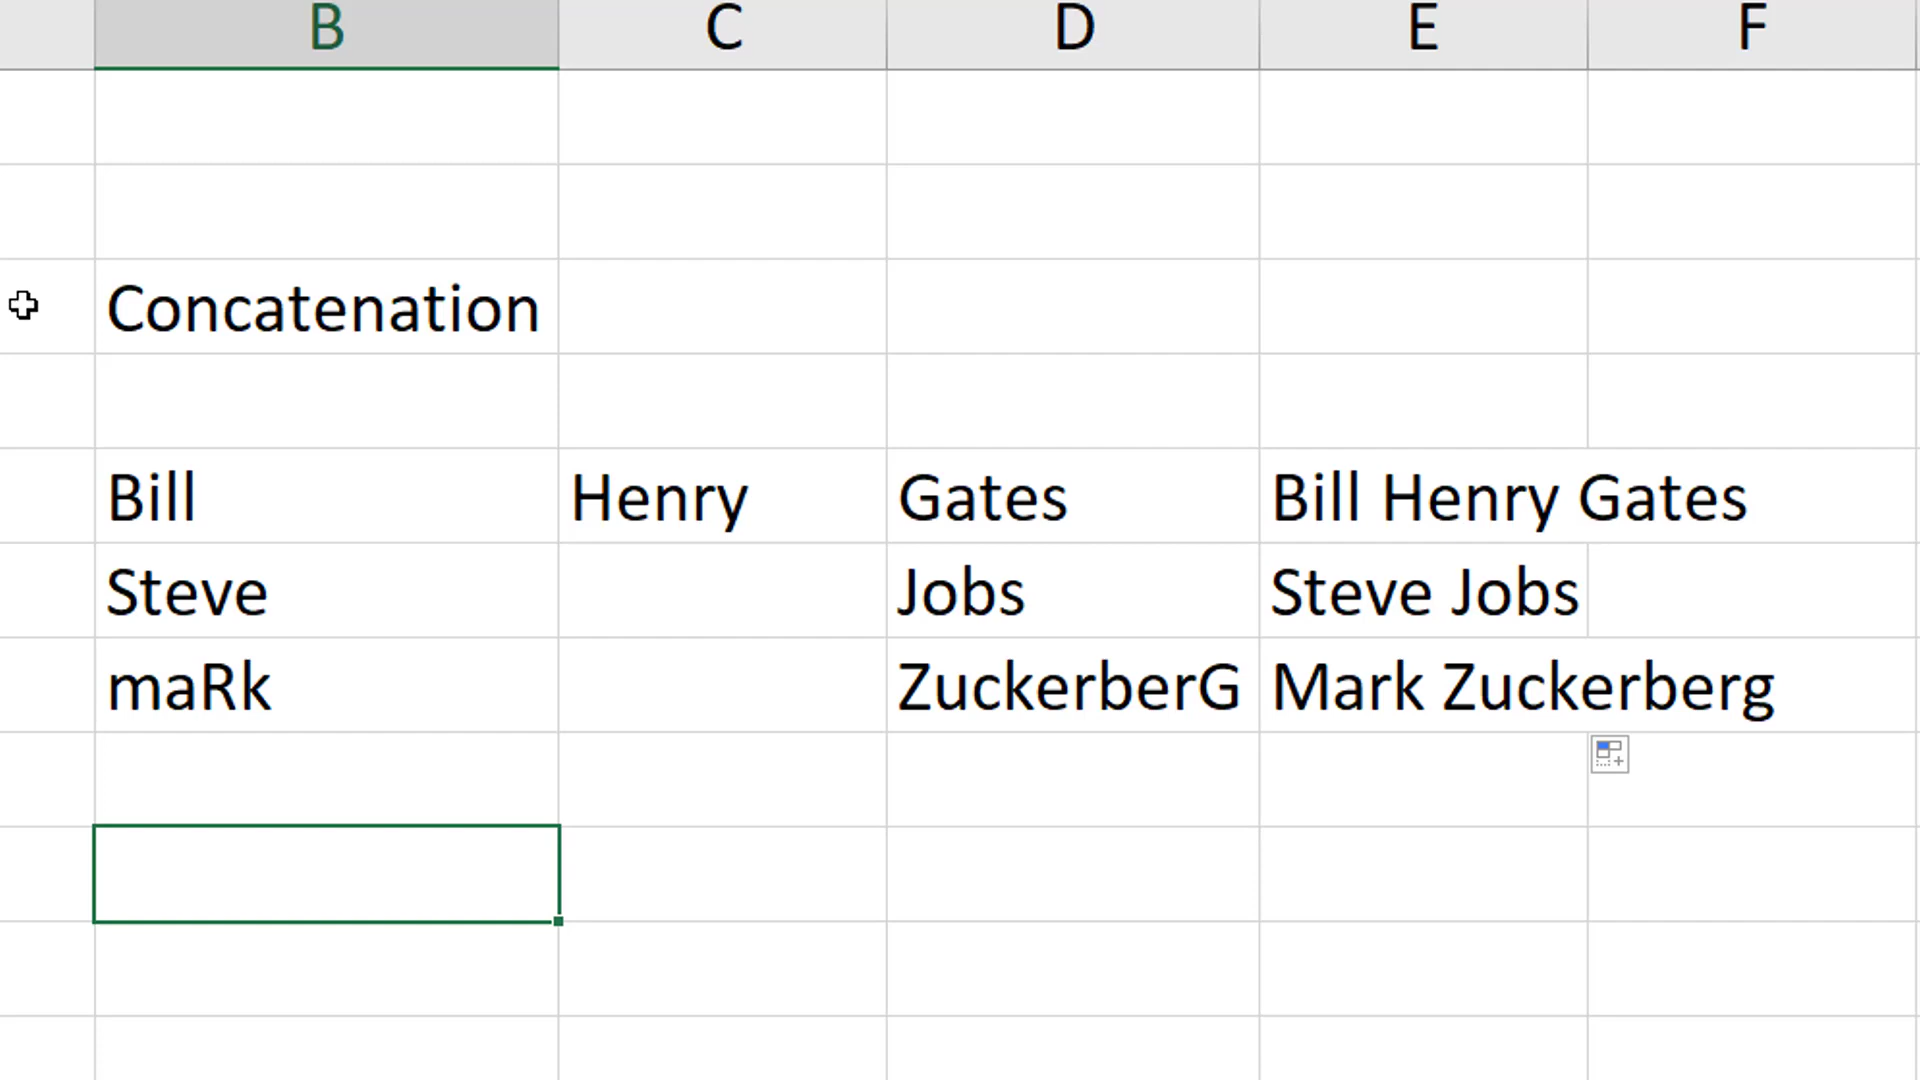 B C D E F
Concatenation
Bill Henry Gates Bill Henry Gates
Steve Jobs Steve Jobs
maRk ZuckerberG Mark Zuckerberg